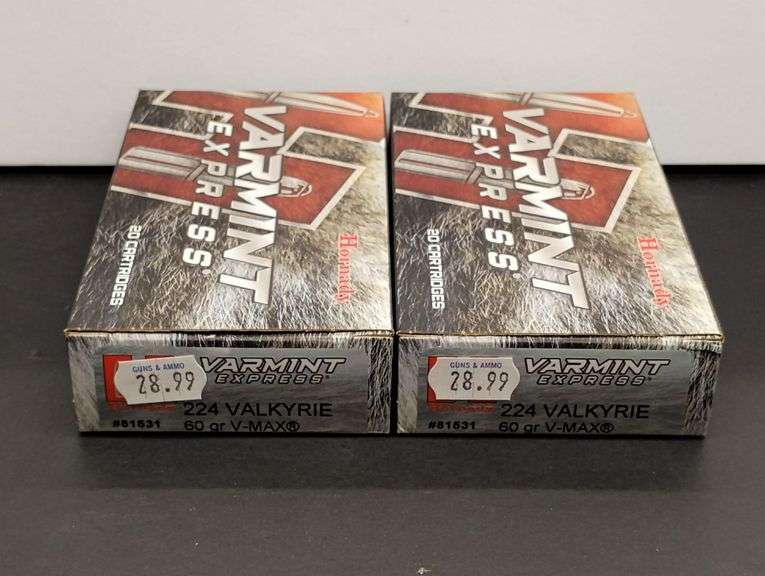 VARMINT
EXPRESS®
Hornady
20 CARTRIDGES
VARMINT
EXPRESS®
Hornady
20 CARTRIDGES
GUNS & AMMO
28.99
VARMINT
EXPRESS®
224 VALKYRIE
#81531
60 gr V-MAX®
GUNS & AMMO
28.99
VARMINT
EXPRESS®
224 VALKYRIE
#81531
60 gr V-MAX®